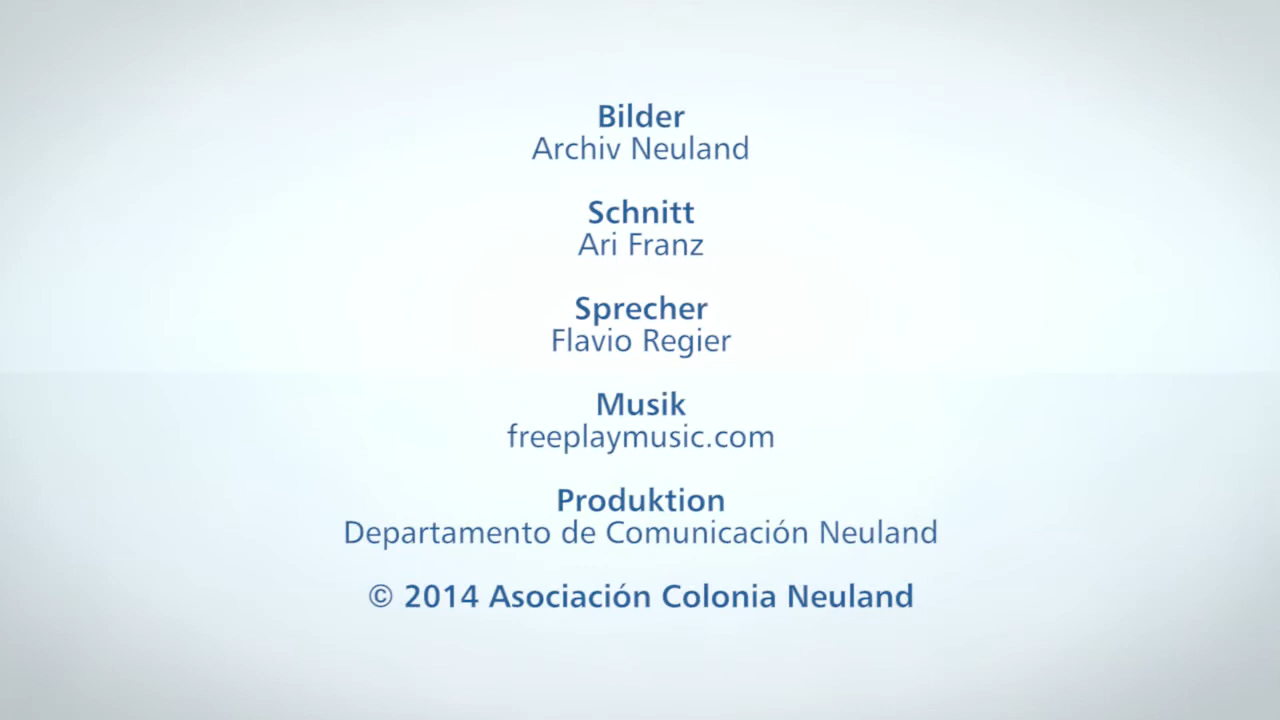 Bilder
Archiv Neuland
Schnitt
Ari Franz
Sprecher
Flavio Regier
Musik
freeplaymusic.com
Produktion
Departamento de Comunicación Neuland
© 2014 Asociación Colonia Neuland